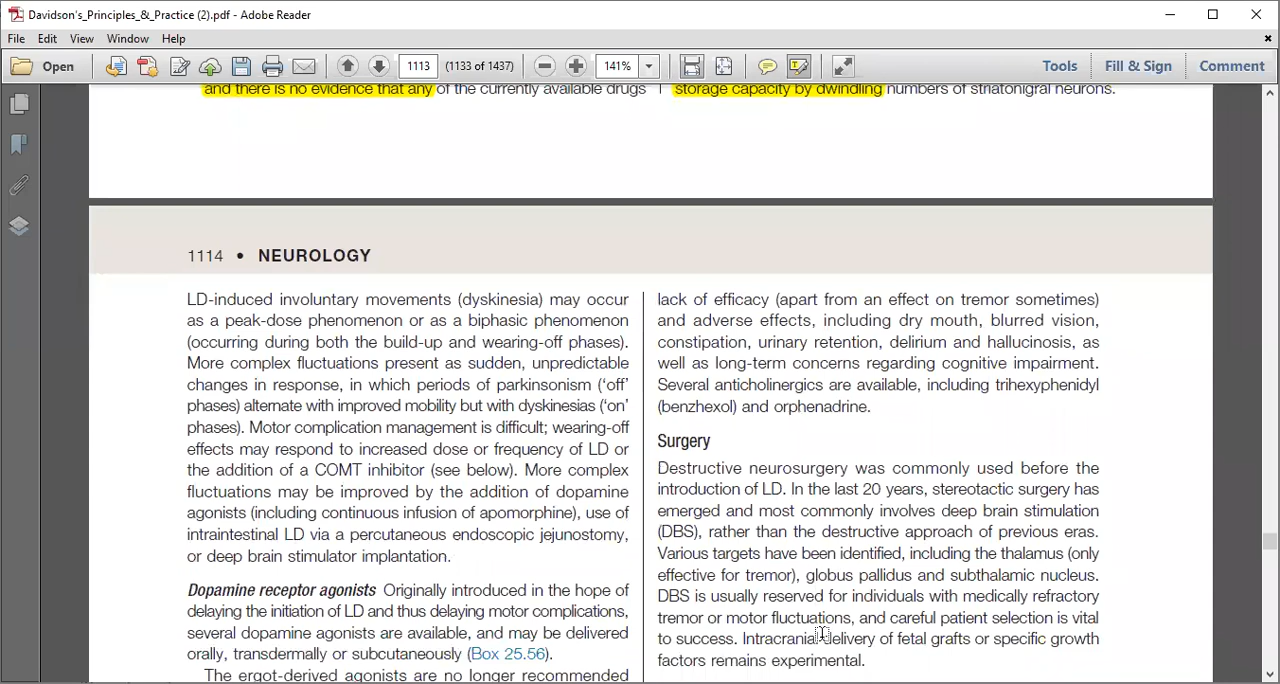 Davidson's_Principles_&_Practice (2).pdf - Adobe Reader
File Edit View Window Help
Open 1113 (1133 of 1437) 141% Tools Fill & Sign Comment
and there is no evidence that any of the currently available drugs
storage capacity by dwindling numbers of striatonigral neurons.
1114 • NEUROLOGY
LD-induced involuntary movements (dyskinesia) may occur
as a peak-dose phenomenon or as a biphasic phenomenon
(occurring during both the build-up and wearing-off phases).
More complex fluctuations present as sudden, unpredictable
changes in response, in which periods of parkinsonism (‘off’
phases) alternate with improved mobility but with dyskinesias (‘on’
phases). Motor complication management is difficult; wearing-off
effects may respond to increased dose or frequency of LD or
the addition of a COMT inhibitor (see below). More complex
fluctuations may be improved by the addition of dopamine
agonists (including continuous infusion of apomorphine), use of
intraintestinal LD via a percutaneous endoscopic jejunostomy,
or deep brain stimulator implantation.
Dopamine receptor agonists Originally introduced in the hope of
delaying the initiation of LD and thus delaying motor complications,
several dopamine agonists are available, and may be delivered
orally, transdermally or subcutaneously (Box 25.56).
The ergot-derived agonists are no longer recommended
lack of efficacy (apart from an effect on tremor sometimes)
and adverse effects, including dry mouth, blurred vision,
constipation, urinary retention, delirium and hallucinosis, as
well as long-term concerns regarding cognitive impairment.
Several anticholinergics are available, including trihexyphenidyl
(benzhexol) and orphenadrine.
Surgery
Destructive neurosurgery was commonly used before the
introduction of LD. In the last 20 years, stereotactic surgery has
emerged and most commonly involves deep brain stimulation
(DBS), rather than the destructive approach of previous eras.
Various targets have been identified, including the thalamus (only
effective for tremor), globus pallidus and subthalamic nucleus.
DBS is usually reserved for individuals with medically refractory
tremor or motor fluctuations, and careful patient selection is vital
to success. Intracranial delivery of fetal grafts or specific growth
factors remains experimental.